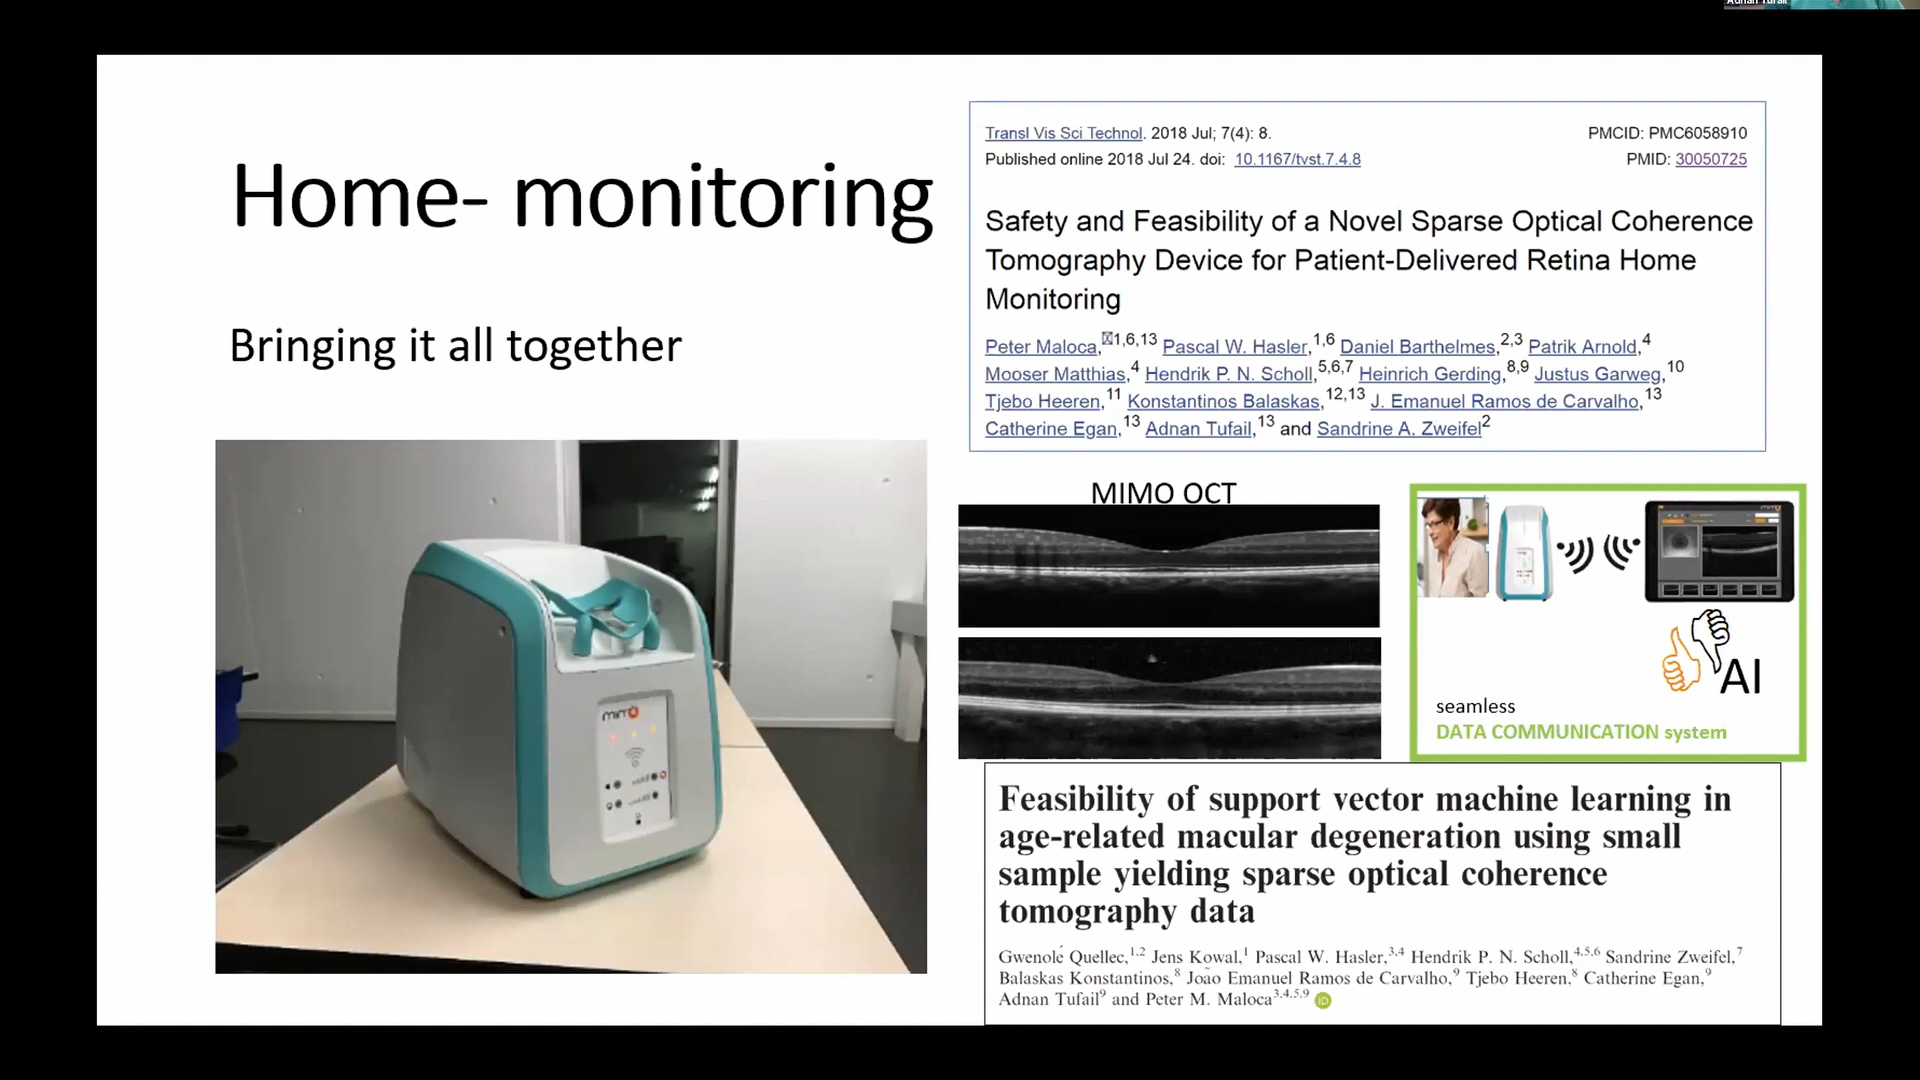 Adnan Tufail
Home- monitoring
Bringing it all together
Transl Vis Sci Technol. 2018 Jul; 7(4): 8.
PMCID: PMC6058910
Published online 2018 Jul 24. doi: 10.1167/tvst.7.4.8
PMID: 30050725
Safety and Feasibility of a Novel Sparse Optical Coherence
Tomography Device for Patient-Delivered Retina Home
Monitoring
Peter Maloca,1,6,13 Pascal W. Hasler,1,6 Daniel Barthelmes,2,3 Patrik Arnold,4
Mooser Matthias,4 Hendrik P. N. Scholl,5,6,7 Heinrich Gerding,8,9 Justus Garweg,10
Tjebo Heeren,11 Konstantinos Balaskas,12,13 J. Emanuel Ramos de Carvalho,13
Catherine Egan,13 Adnan Tufail,13 and Sandrine A. Zweifel2
MIMO OCT
AI
seamless
DATA COMMUNICATION system
Feasibility of support vector machine learning in
age-related macular degeneration using small
sample yielding sparse optical coherence
tomography data
Gwenolé Quellec,1,2 Jens Kowal,1 Pascal W. Hasler,3,4 Hendrik P. N. Scholl,4,5,6 Sandrine Zweifel,7
Balaskas Konstantinos,8 João Emanuel Ramos de Carvalho,9 Tjebo Heeren,8 Catherine Egan,9
Adnan Tufail9 and Peter M. Maloca3,4,5,9 iD